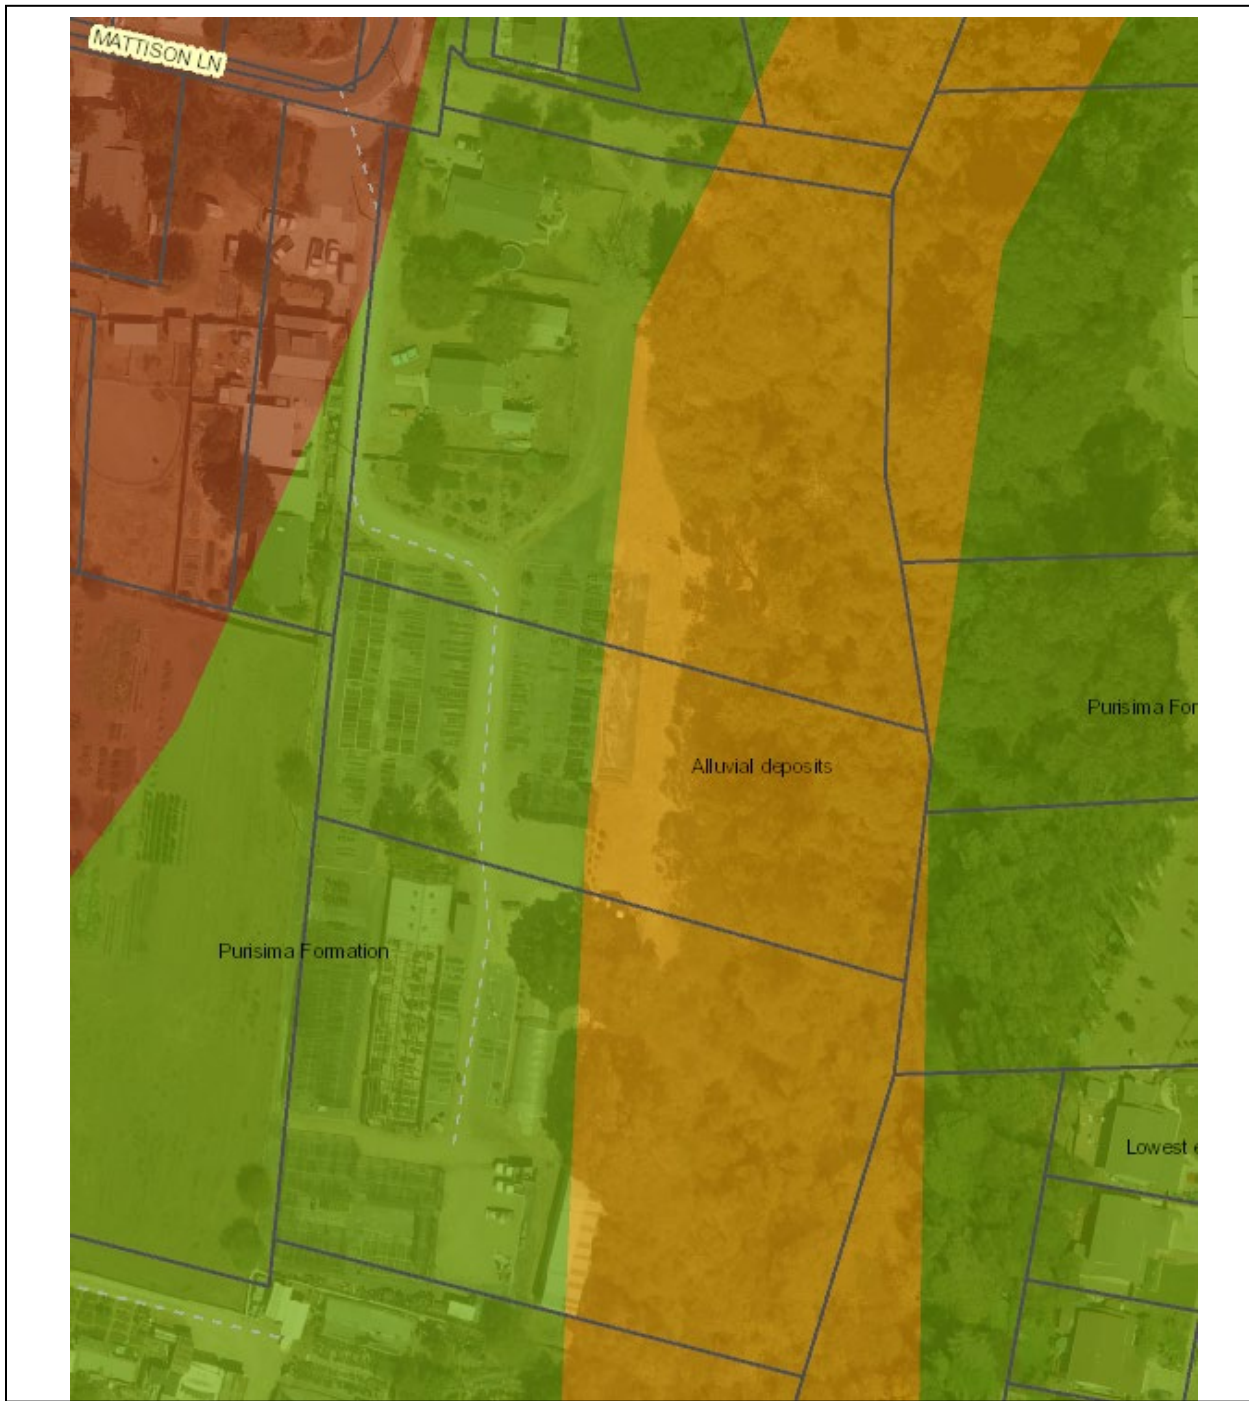 MATTISON LN
Purisima For
Alluvial deposits
Purisima Formation
Lowest e